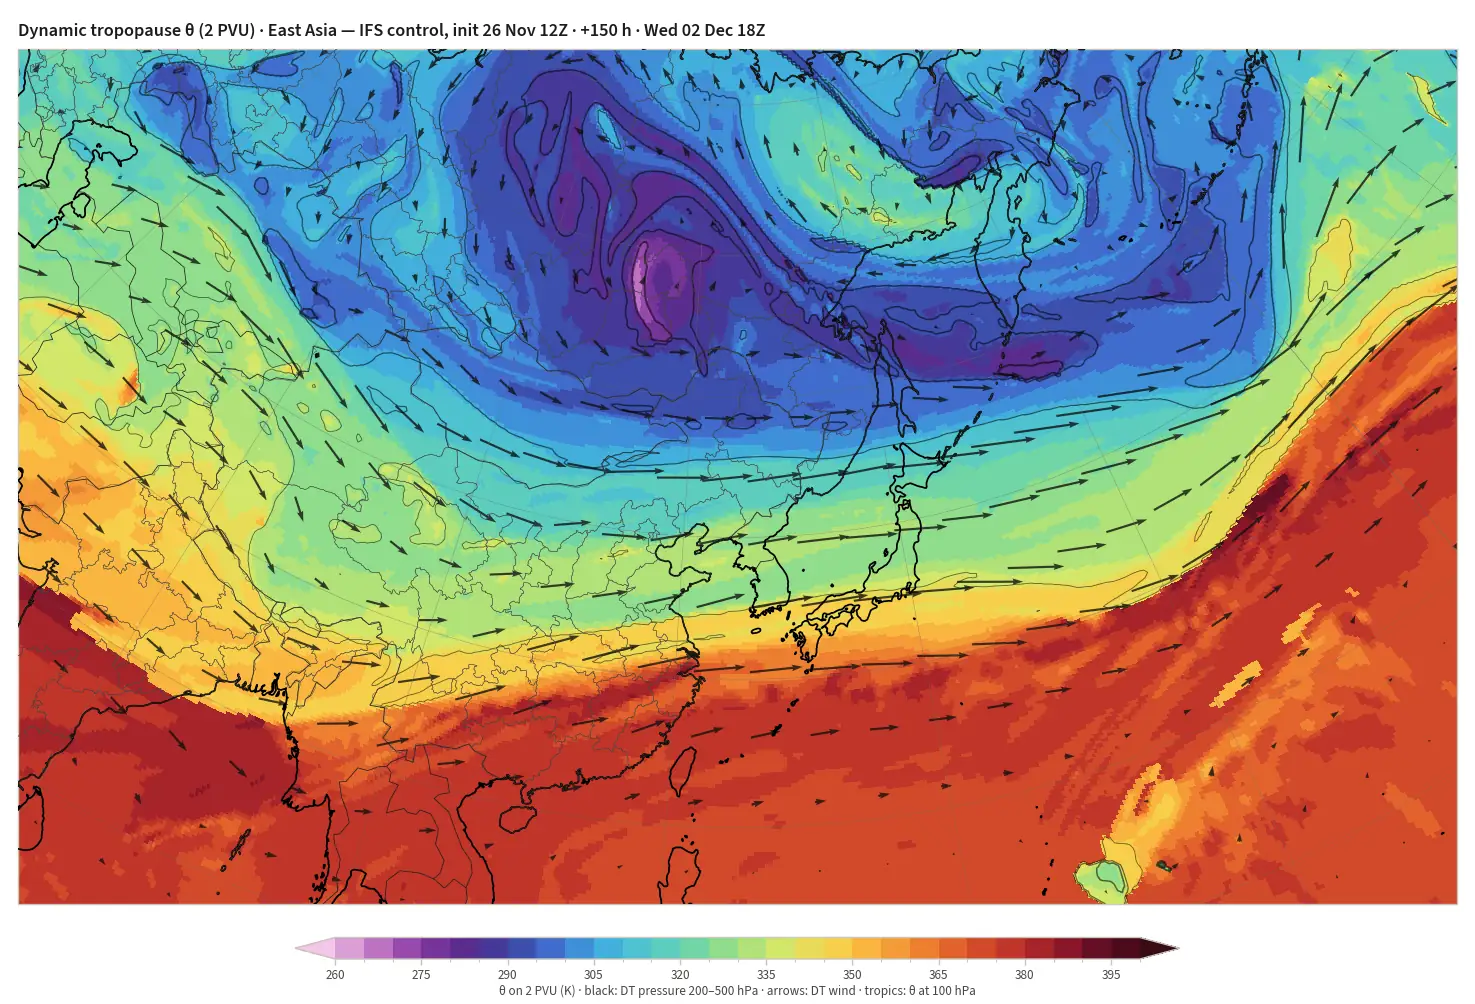 Dynamic tropopause θ (2 PVU) · East Asia — IFS control, init 26 Nov 12Z · +150 h · Wed 02 Dec 18Z
260 275 290 305 320 335 350 365 380 395
θ on 2 PVU (K) · black: DT pressure 200–500 hPa · arrows: DT wind · tropics: θ at 100 hPa